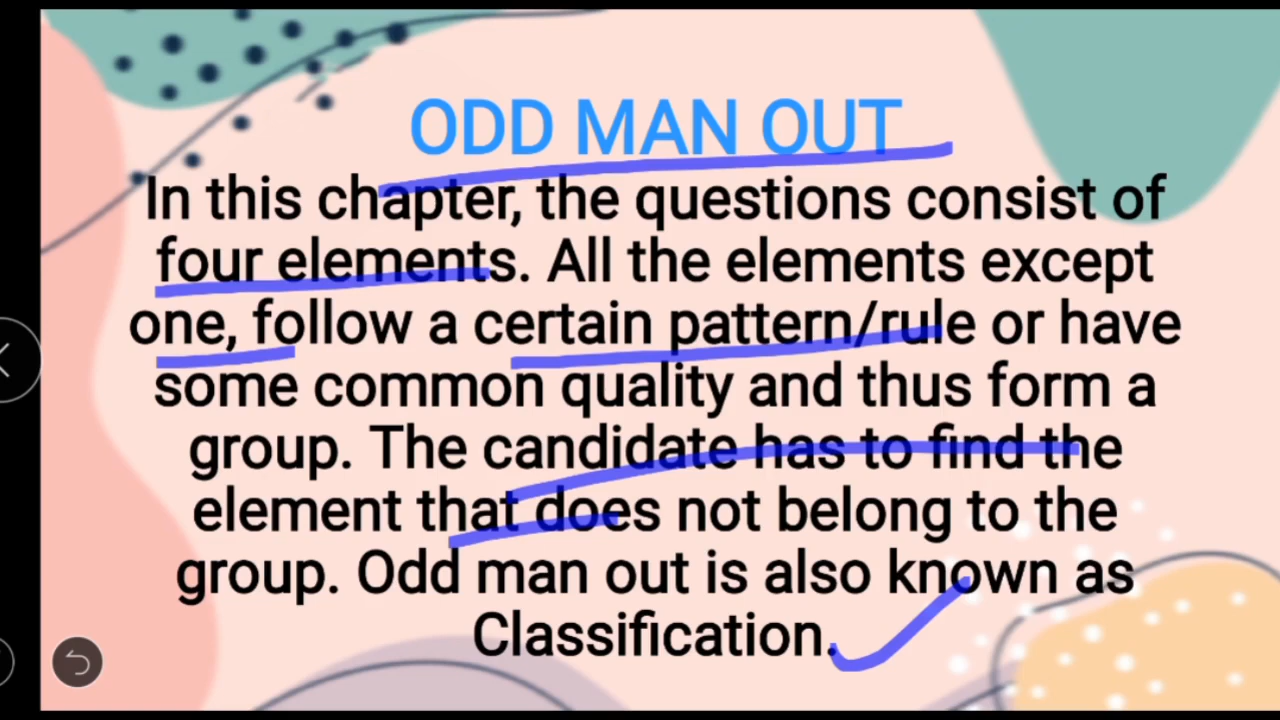 ODD MAN OUT
In this chapter, the questions consist of
four elements. All the elements except
one, follow a certain pattern/rule or have
some common quality and thus form a
group. The candidate has to find the
element that does not belong to the
group. Odd man out is also known as
Classification.